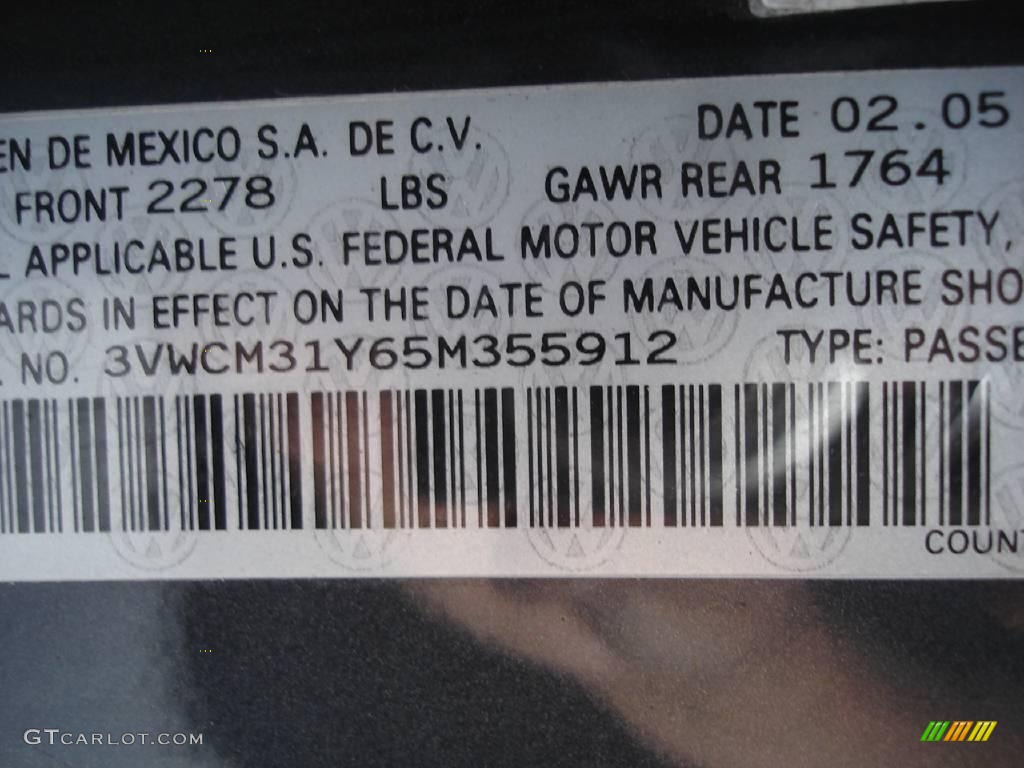 EN DE MEXICO S.A. DE C.V. DATE 02.05
FRONT 2278 LBS GAWR REAR 1764
APPLICABLE U.S. FEDERAL MOTOR VEHICLE SAFETY,
ARDS IN EFFECT ON THE DATE OF MANUFACTURE SHO
NO. 3VWCM31Y65M355912 TYPE: PASSE
COUNT
GTCARLOT.COM